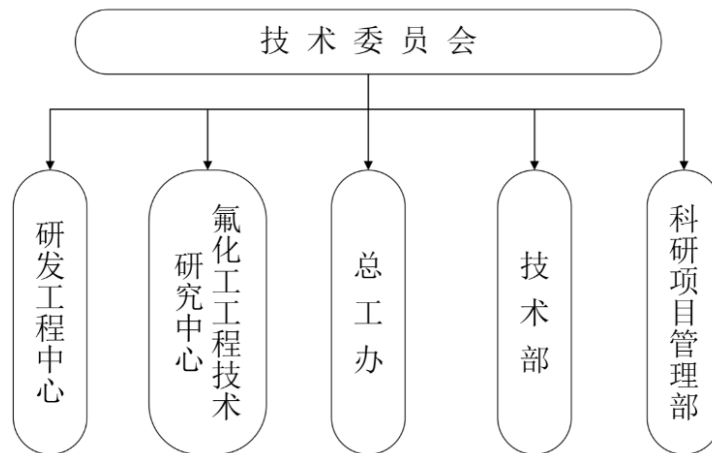 技术委员会
研发工程中心
氟化工工程技术
研究中心
总工办
技术部
科研项目管理部